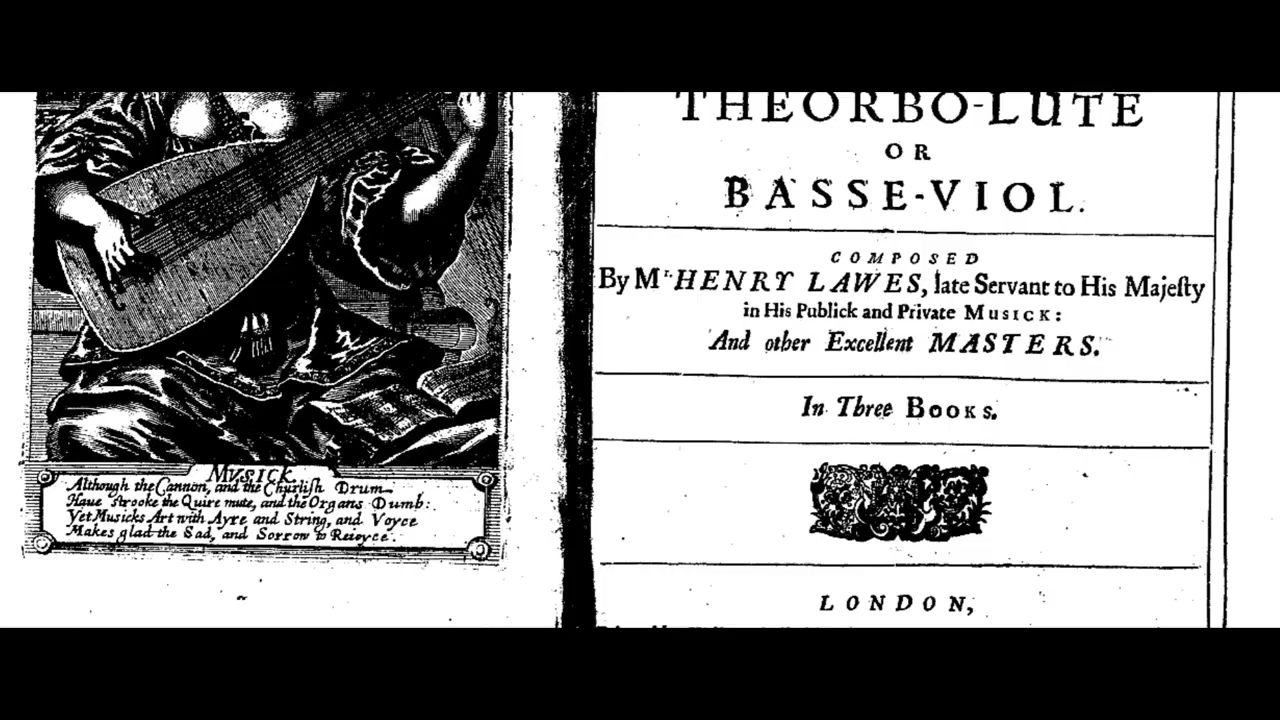 MUSICK
Although the Cannon, and the Churlish Drum
Haue strooke the Quire mute, and the Organs Dumb:
Yet Musicks Art with Ayre and String, and Voyce
Makes glad the Sad, and Sorrow to Reioyce.
THEORBO-LUTE
OR
BASSE-VIOL.
COMPOSED
By Mr HENRY LAWES, late Servant to His Majeſty
in His Publick and Private MUSICK:
And other Excellent MASTERS.
In Three BOOKS.
LONDON,